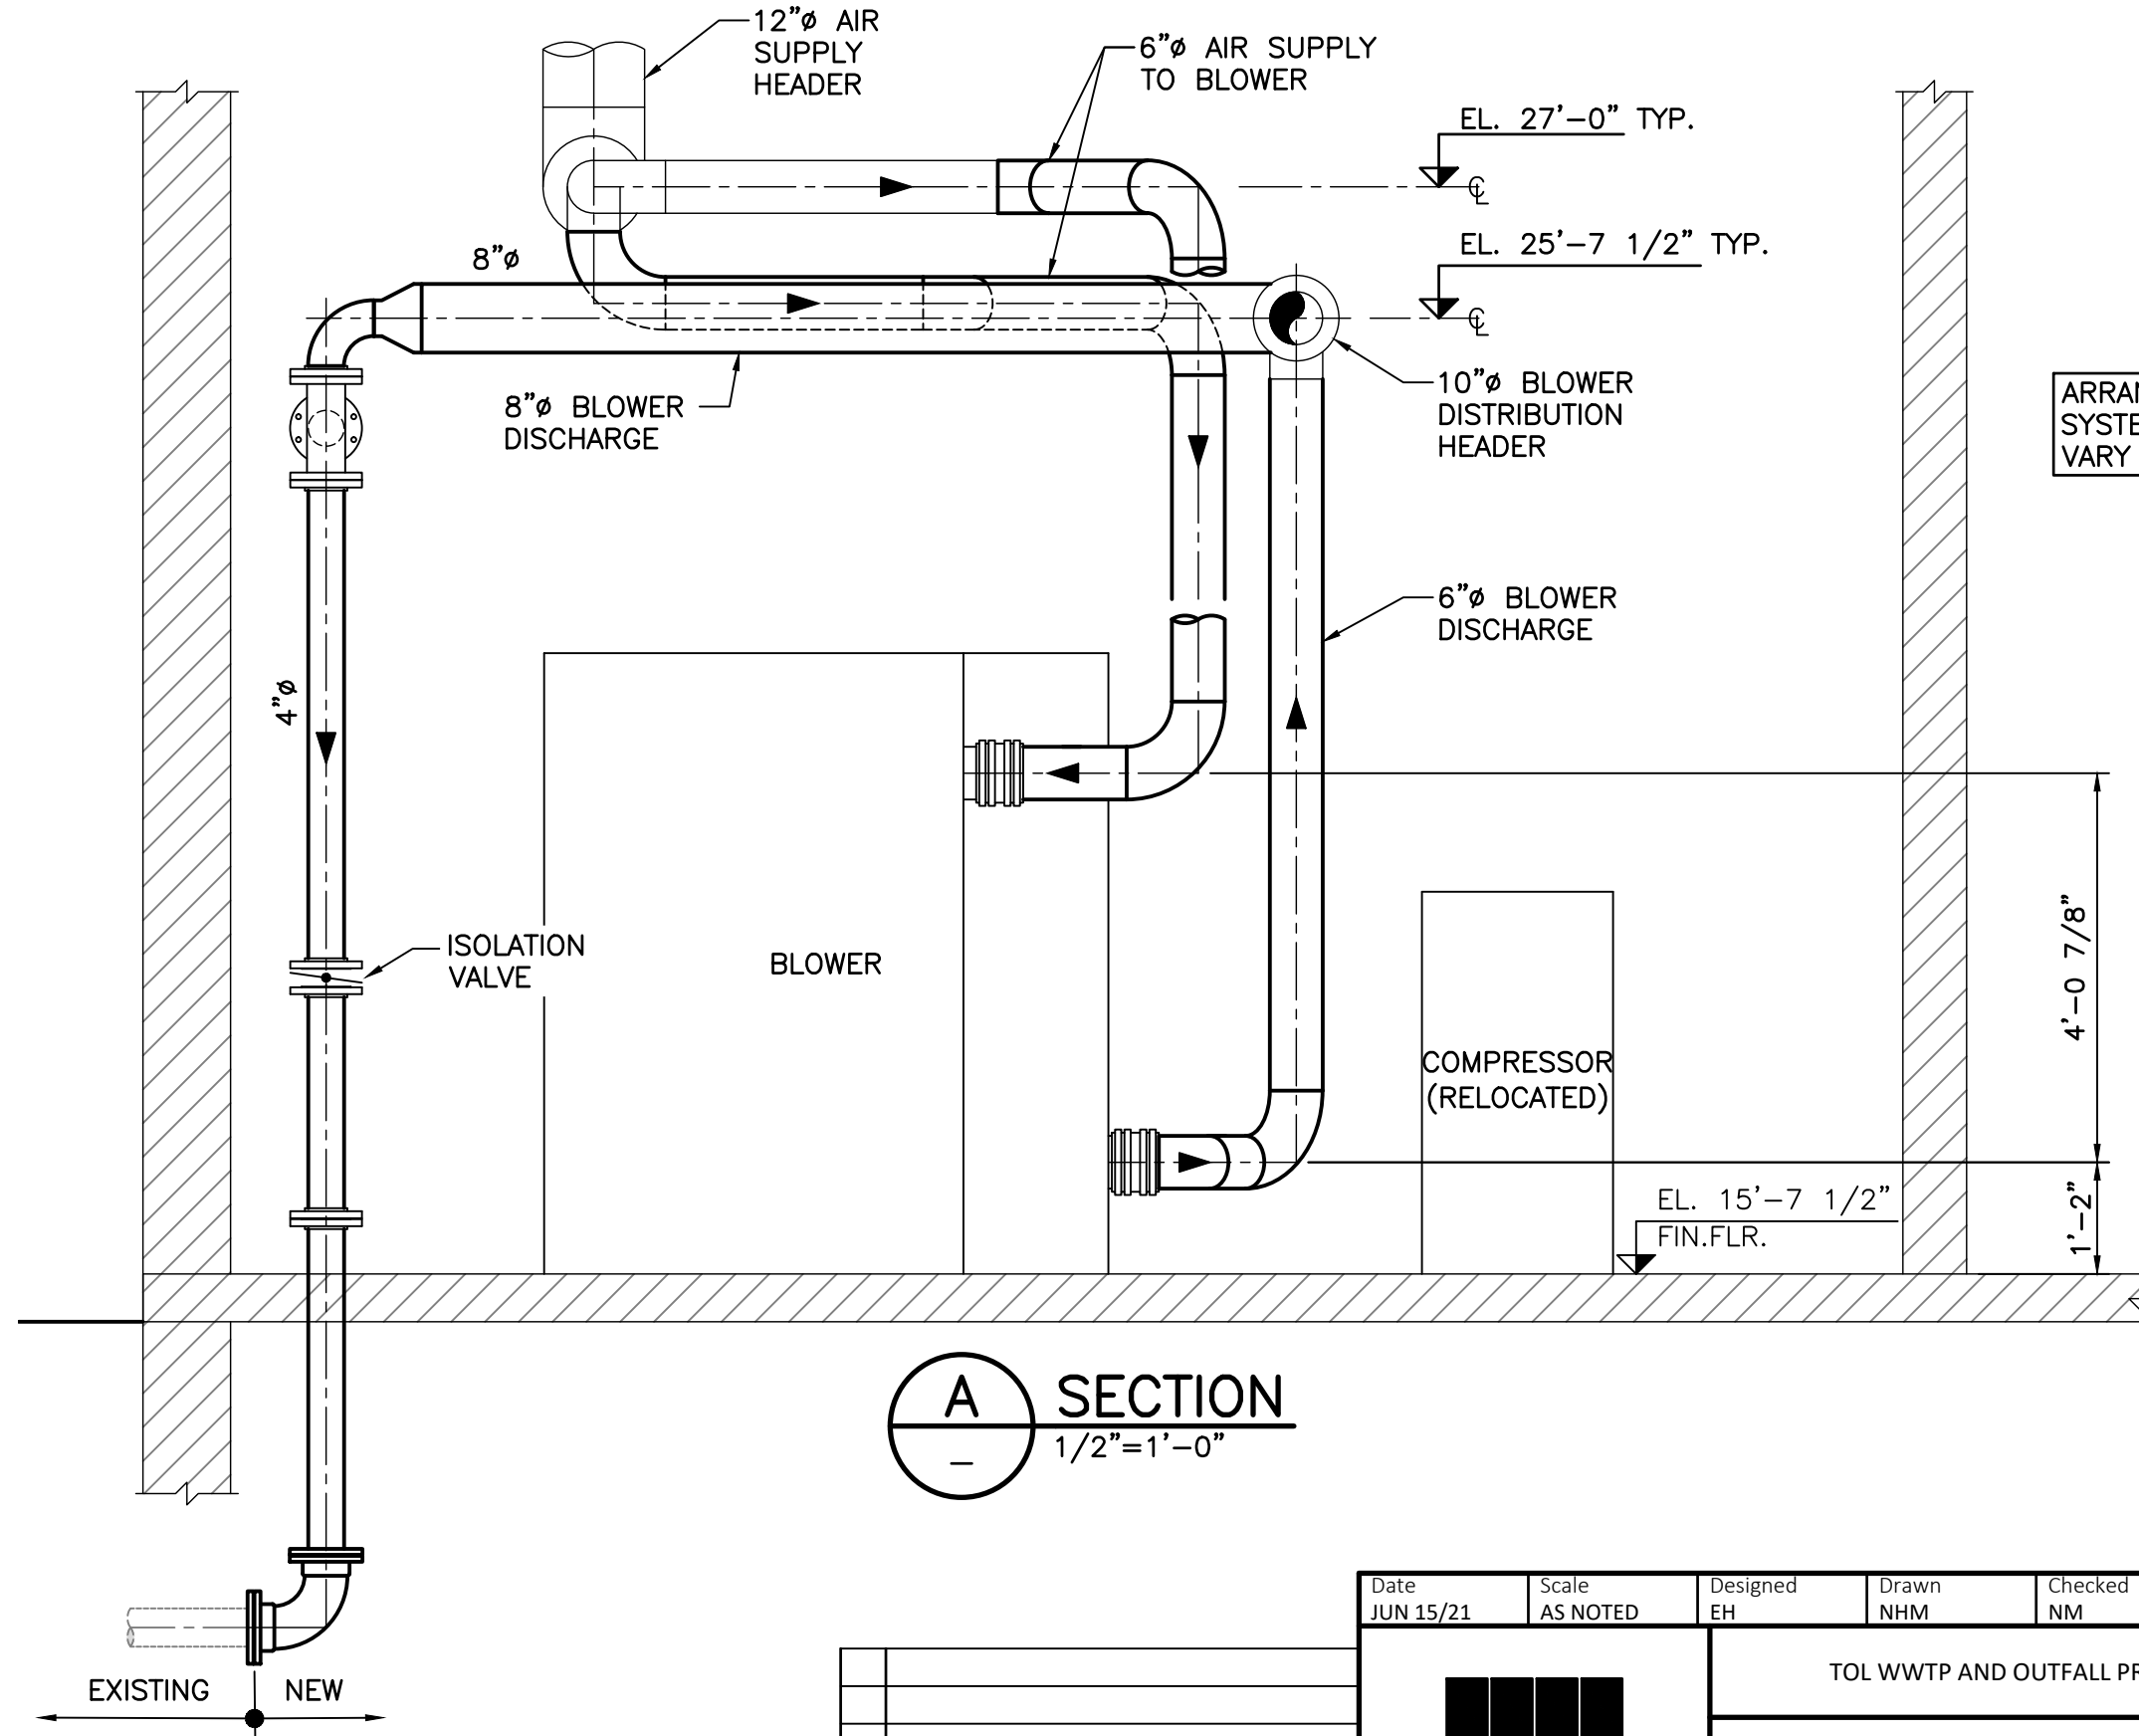 12"ø AIR
SUPPLY
HEADER
6"ø AIR SUPPLY
TO BLOWER
EL. 27'-0" TYP.
EL. 25'-7 1/2" TYP.
8"ø
8"ø BLOWER
DISCHARGE
10"ø BLOWER
DISTRIBUTION
HEADER
ARRAN
SYSTE
VARY
6"ø BLOWER
DISCHARGE
4"ø
ISOLATION
VALVE
BLOWER
COMPRESSOR
(RELOCATED)
4'-0 7/8"
1'-2"
EL. 15'-7 1/2"
FIN.FLR.
A
-
SECTION
1/2"=1'-0"
EXISTING
NEW
Date
JUN 15/21
Scale
AS NOTED
Designed
EH
Drawn
NHM
Checked
NM
TOL WWTP AND OUTFALL PR